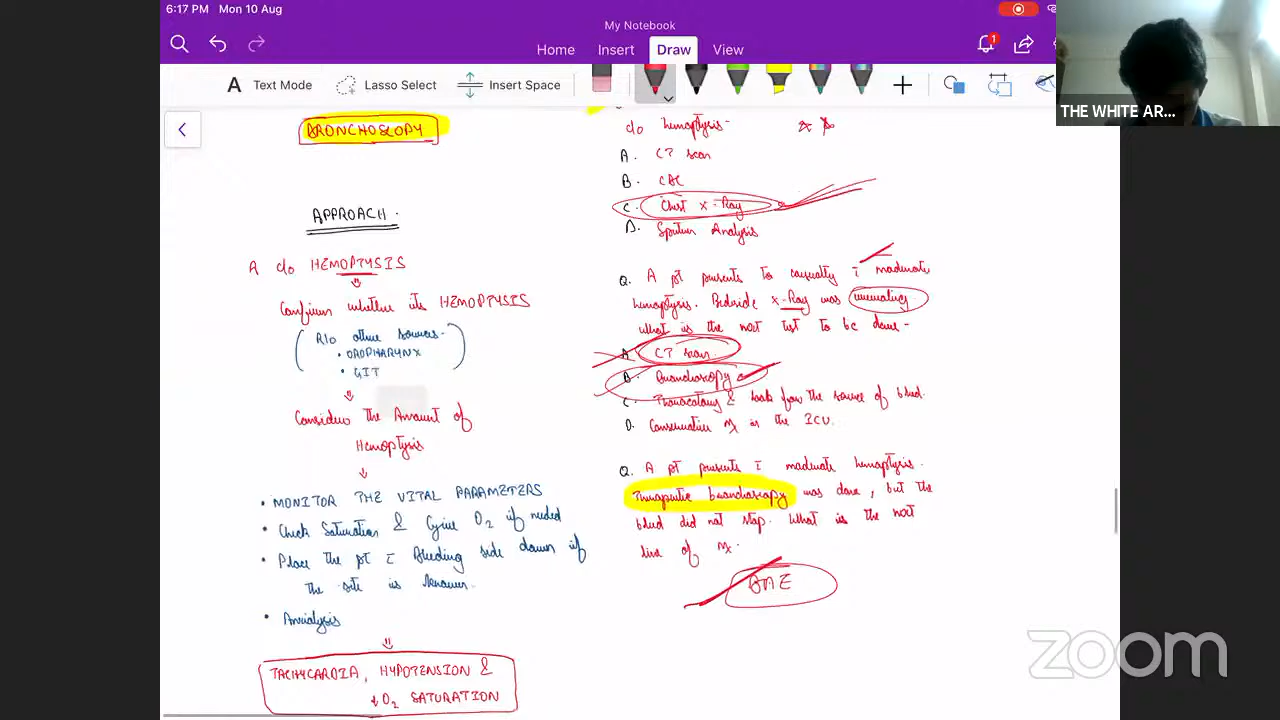 6:17 PM Mon 10 Aug
My Notebook
Home Insert Draw View
1
A Text Mode Lasso Select Insert Space
THE WHITE AR...
BRONCHOSCOPY
APPROACH.
A c/o HEMOPTYSIS
Confirm whether its HEMOPTYSIS
(R/o other sources
• OROPHARYNX
• GIT)
Consider the Amount of
Hemoptysis
• MONITOR THE VITAL PARAMETERS
• Check Saturation & Give O2 if needed
• Place the pt c̄ Bleeding side down if
the site is known.
• Anxiolysis
TACHYCARDIA, HYPOTENSION &
↓ O2 SATURATION
c/o hemoptysis.
A. CT scan
B. CBC
C. Chest x-Ray
D. Sputum Analysis
Q. A pt presents to casualty c̄ moderate
hemoptysis. Bedside x-Ray was
What is the next test to be done-
A. CT scan.
B. Bronchoscopy
C. Thoracotomy & look for the source of blood.
D. Conservative Mx in the ICU.
Q. A pt presents c̄ moderate hemoptysis.
Therapeutic bronchoscopy was done, but the
blood did not stop. What is the next
line of Mx.
BAE
zoom